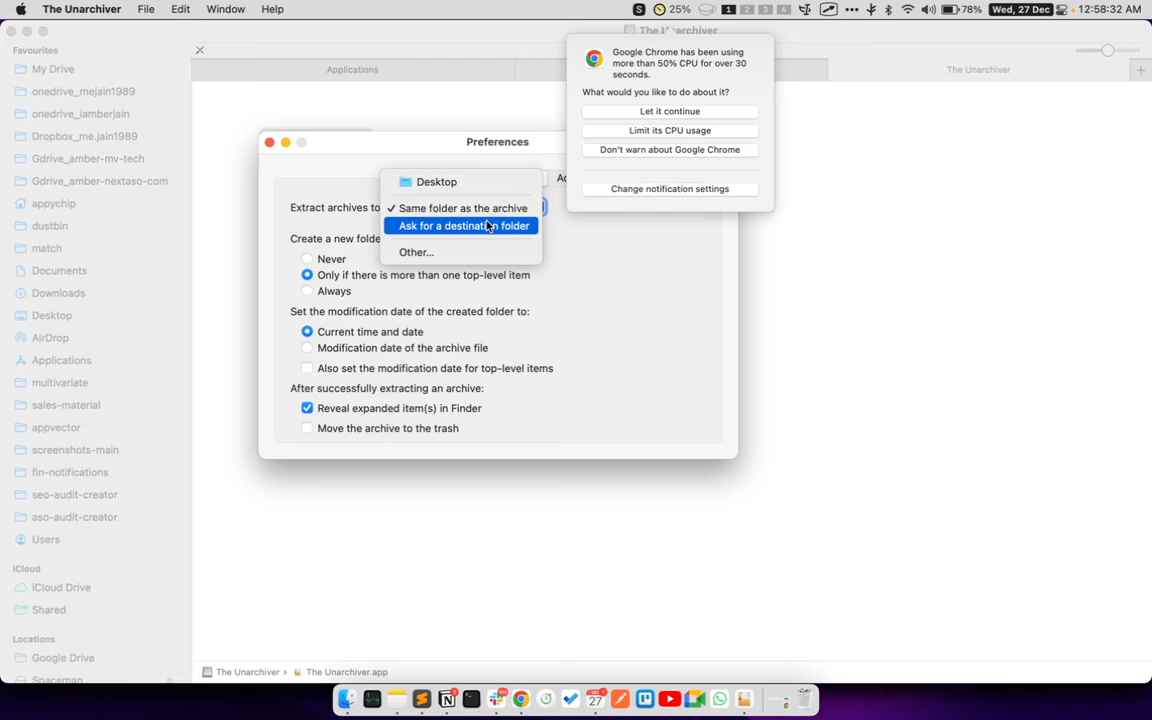 The Unarchiver File Edit Window Help
S 25% 1 2 3 4 78% Wed, 27 Dec 12:58:32 AM
The Unarchiver
Favourites
My Drive
onedrive_mejain1989
onedrive_iamberjain
Dropbox_me.jain1989
Gdrive_amber-mv-tech
Gdrive_amber-nextaso-com
appychip
dustbin
match
Documents
Downloads
Desktop
AirDrop
Applications
multivariate
sales-material
appvector
screenshots-main
fin-notifications
seo-audit-creator
aso-audit-creator
Users
iCloud
iCloud Drive
Shared
Locations
Google Drive
Spaceman
Applications
The Unarchiver
Google Chrome has been using
more than 50% CPU for over 30
seconds.
What would you like to do about it?
Let it continue
Limit its CPU usage
Don't warn about Google Chrome
Change notification settings
Preferences
Extract archives to
Desktop
✓ Same folder as the archive
Ask for a destination folder
Other...
Create a new folde
Never
Only if there is more than one top-level item
Always
Set the modification date of the created folder to:
Current time and date
Modification date of the archive file
Also set the modification date for top-level items
After successfully extracting an archive:
Reveal expanded item(s) in Finder
Move the archive to the trash
The Unarchiver › The Unarchiver.app
27